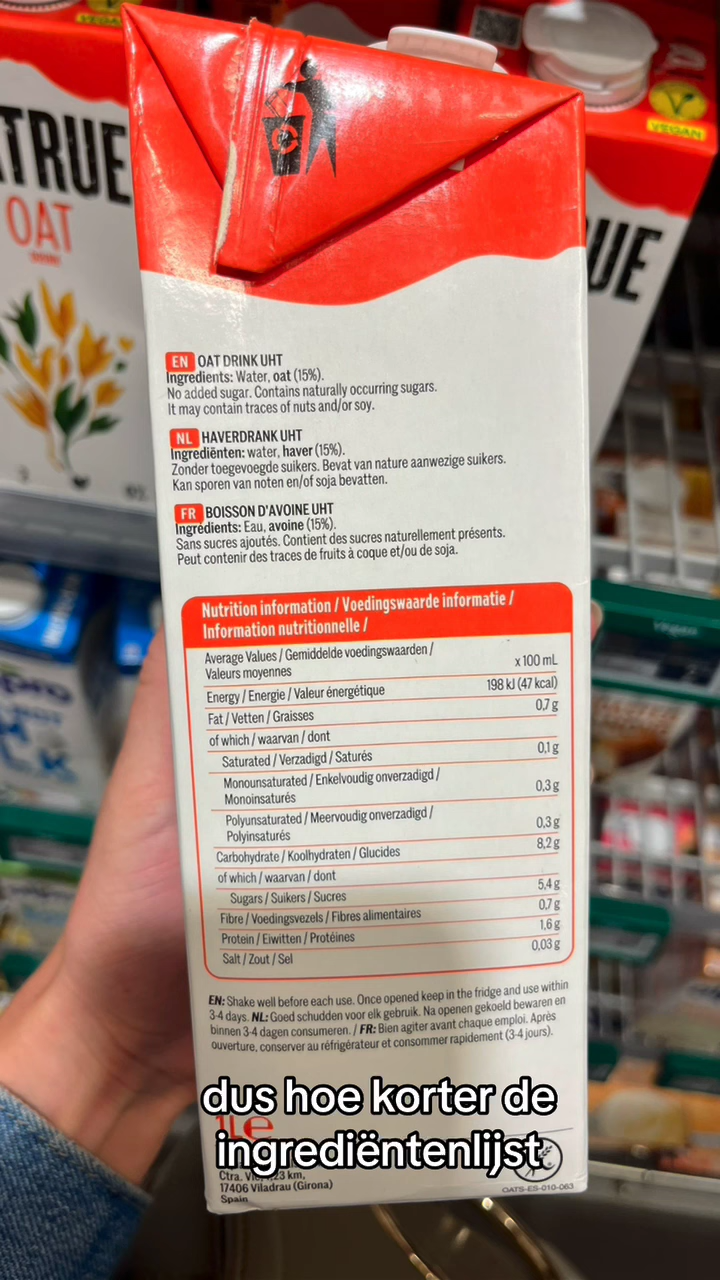 TRUE
OAT
VEGAN
UE
EN OAT DRINK UHT
Ingredients: Water, oat (15%).
No added sugar. Contains naturally occurring sugars.
It may contain traces of nuts and/or soy.
NL HAVERDRANK UHT
Ingrediënten: water, haver (15%).
Zonder toegevoegde suikers. Bevat van nature aanwezige suikers.
Kan sporen van noten en/of soja bevatten.
FR BOISSON D'AVOINE UHT
Ingrédients: Eau, avoine (15%).
Sans sucres ajoutés. Contient des sucres naturellement présents.
Peut contenir des traces de fruits à coque et/ou de soja.
Nutrition information / Voedingswaarde informatie /
Information nutritionnelle /
Average Values / Gemiddelde voedingswaarden /
Valeurs moyennes x 100 mL
Energy / Energie / Valeur énergétique 198 kJ (47 kcal)
Fat / Vetten / Graisses 0,7 g
of which / waarvan / dont
Saturated / Verzadigd / Saturés 0,1 g
Monounsaturated / Enkelvoudig onverzadigd /
Monoinsaturés 0,3 g
Polyunsaturated / Meervoudig onverzadigd /
Polyinsaturés 0,3 g
Carbohydrate / Koolhydraten / Glucides 8,2 g
of which / waarvan / dont
Sugars / Suikers / Sucres 5,4 g
Fibre / Voedingsvezels / Fibres alimentaires 0,7 g
Protein / Eiwitten / Protéines 1,6 g
Salt / Zout / Sel 0,03 g
EN: Shake well before each use. Once opened keep in the fridge and use within
3-4 days. NL: Goed schudden voor elk gebruik. Na openen gekoeld bewaren en
binnen 3-4 dagen consumeren. / FR: Bien agiter avant chaque emploi. Après
ouverture, conserver au réfrigérateur et consommer rapidement (3-4 jours).
dus hoe korter de
ingrediëntenlijst
1L e
Ctra. 23 km,
17406 Viladrau (Girona)
Spain
OATS-ES-010-063